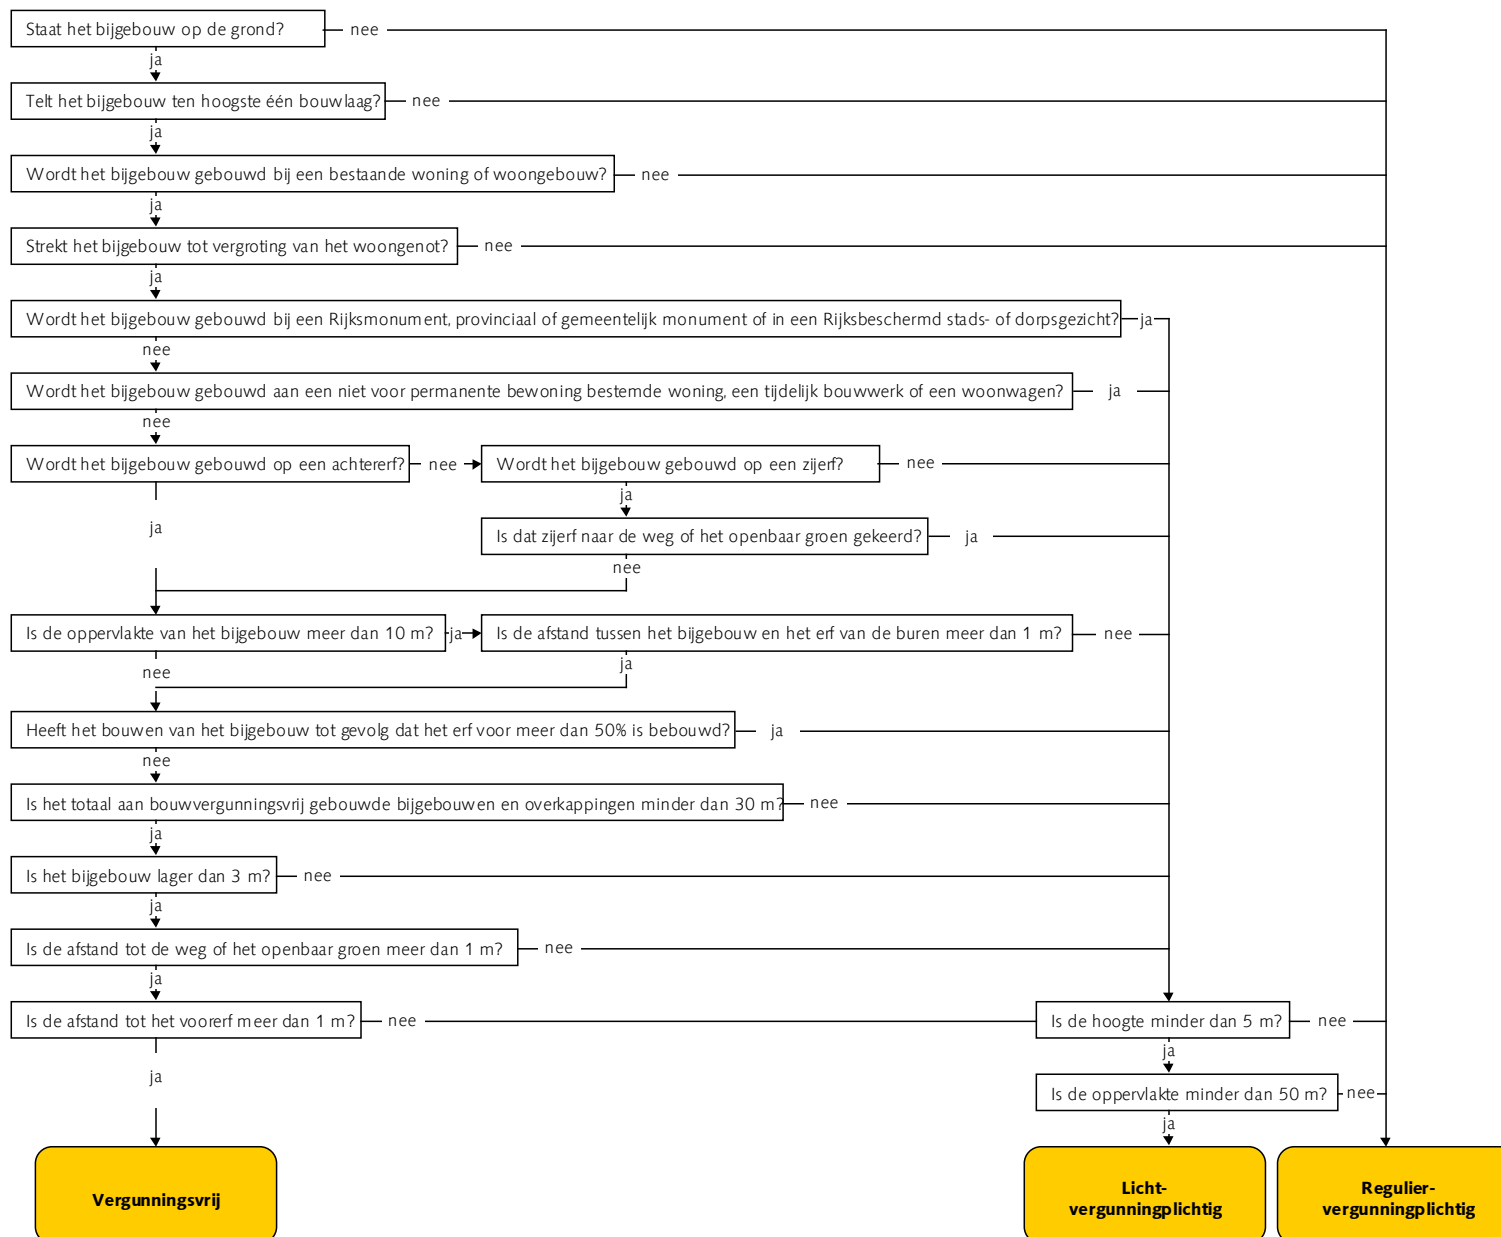 Staat het bijgebouw op de grond?
nee
ja
Telt het bijgebouw ten hoogste één bouwlaag?
nee
ja
Wordt het bijgebouw gebouwd bij een bestaande woning of woongebouw?
nee
ja
Strekt het bijgebouw tot vergroting van het woongenot?
nee
ja
Wordt het bijgebouw gebouwd bij een Rijksmonument, provinciaal of gemeentelijk monument of in een Rijksbeschermd stads- of dorpsgezicht?
ja
nee
Wordt het bijgebouw gebouwd aan een niet voor permanente bewoning bestemde woning, een tijdelijk bouwwerk of een woonwagen?
ja
nee
Wordt het bijgebouw gebouwd op een achtererf?
nee
Wordt het bijgebouw gebouwd op een zijerf?
nee
ja
ja
Is dat zijerf naar de weg of het openbaar groen gekeerd?
ja
nee
Is de oppervlakte van het bijgebouw meer dan 10 m?
ja
Is de afstand tussen het bijgebouw en het erf van de buren meer dan 1 m?
nee
nee
ja
Heeft het bouwen van het bijgebouw tot gevolg dat het erf voor meer dan 50% is bebouwd?
ja
nee
Is het totaal aan bouwvergunningsvrij gebouwde bijgebouwen en overkappingen minder dan 30 m?
nee
ja
Is het bijgebouw lager dan 3 m?
nee
ja
Is de afstand tot de weg of het openbaar groen meer dan 1 m?
nee
ja
Is de afstand tot het voorerf meer dan 1 m?
nee
Is de hoogte minder dan 5 m?
nee
ja
ja
Is de oppervlakte minder dan 50 m?
nee
ja
Vergunningsvrij
Licht-
vergunningplichtig
Regulier-
vergunningplichtig